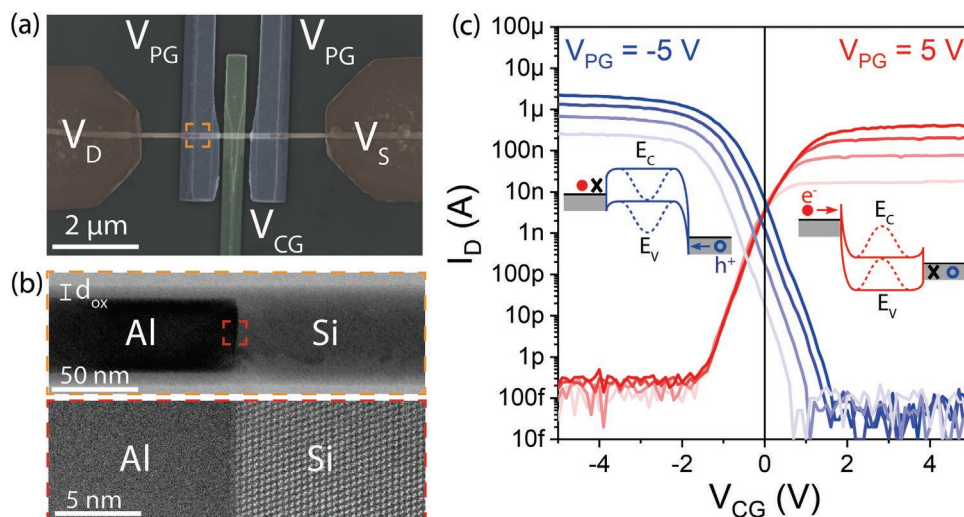 (a)
V_PG V_PG
V_D
V_S
2 μm
V_CG
(b)
d_ox
Al Si
50 nm
Al Si
5 nm
(c)
V_PG = -5 V V_PG = 5 V
I_D (A)
100μ
10μ
1μ
100n
10n
1n
100p
10p
1p
100f
10f
E_C
E_V
h⁺
e⁻
E_C
E_V
-4 -2 0 2 4
V_CG (V)